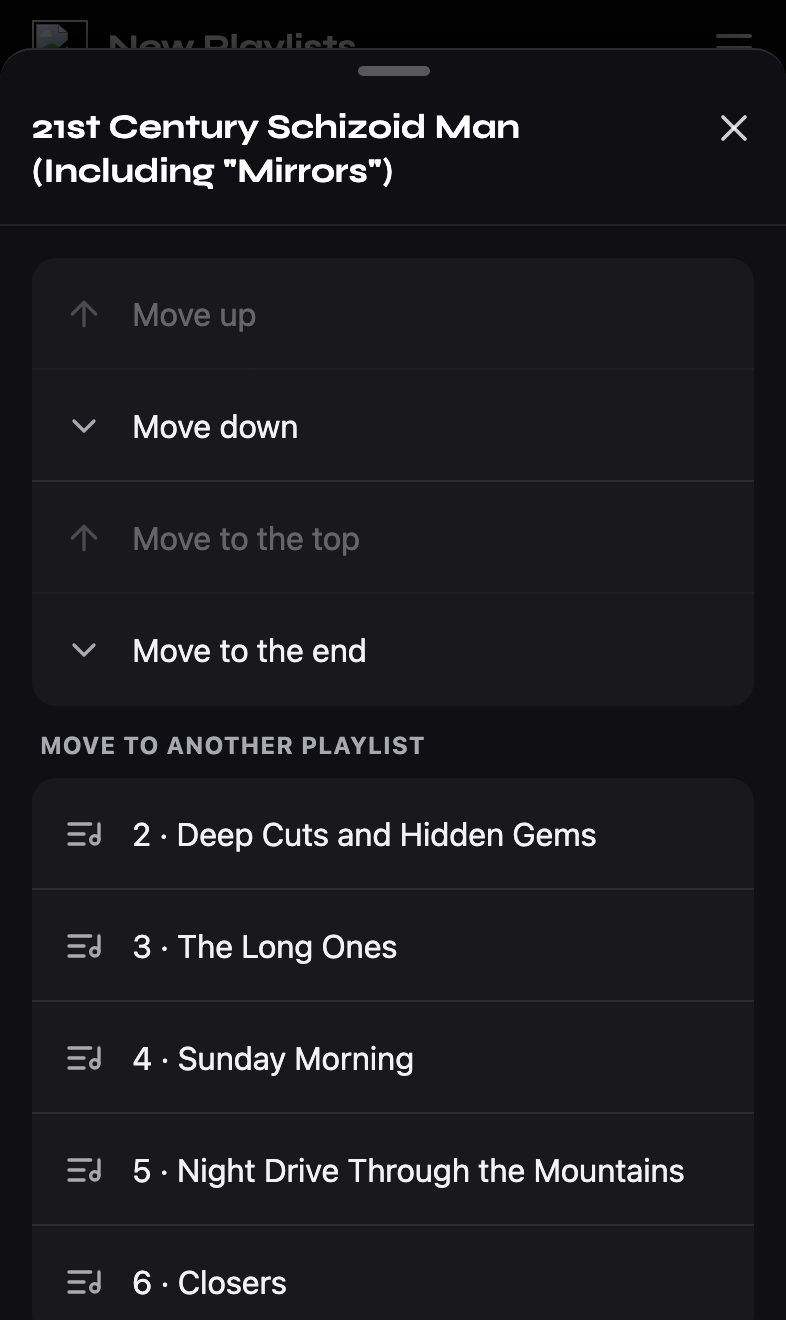 New Playlists
21st Century Schizoid Man
(Including "Mirrors")
Move up
Move down
Move to the top
Move to the end
MOVE TO ANOTHER PLAYLIST
2 · Deep Cuts and Hidden Gems
3 · The Long Ones
4 · Sunday Morning
5 · Night Drive Through the Mountains
6 · Closers